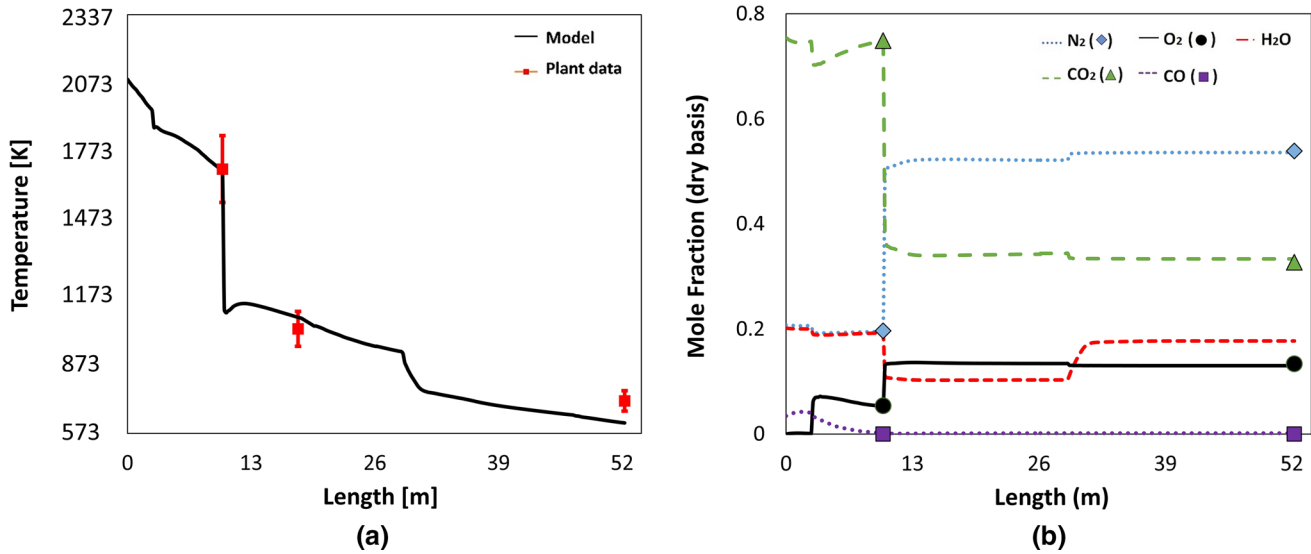 2337
2073
1773
1473
1173
873
573
Temperature [K]
Model
Plant data
0
13
26
39
52
Length [m]
(a)
0.8
0.6
0.4
0.2
0
Mole Fraction (dry basis)
N₂ (◆) O₂ (●) H₂O
CO₂ (▲) CO (■)
0
13
26
39
52
Length (m)
(b)